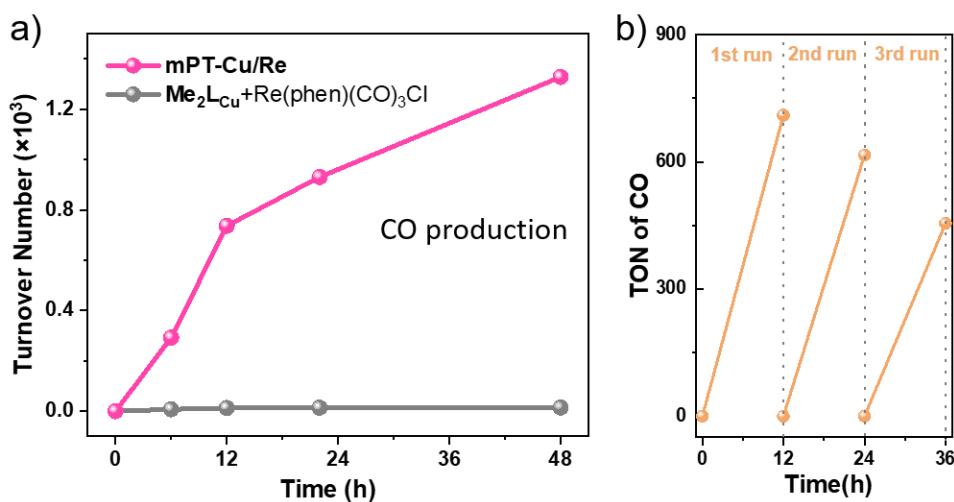 a)
mPT-Cu/Re
Me₂L_Cu+Re(phen)(CO)₃Cl
CO production
Turnover Number (×10³)
1.2
0.8
0.4
0.0
0 12 24 36 48
Time (h)
b)
1st run 2nd run 3rd run
TON of CO
900
600
300
0
0 12 24 36
Time(h)